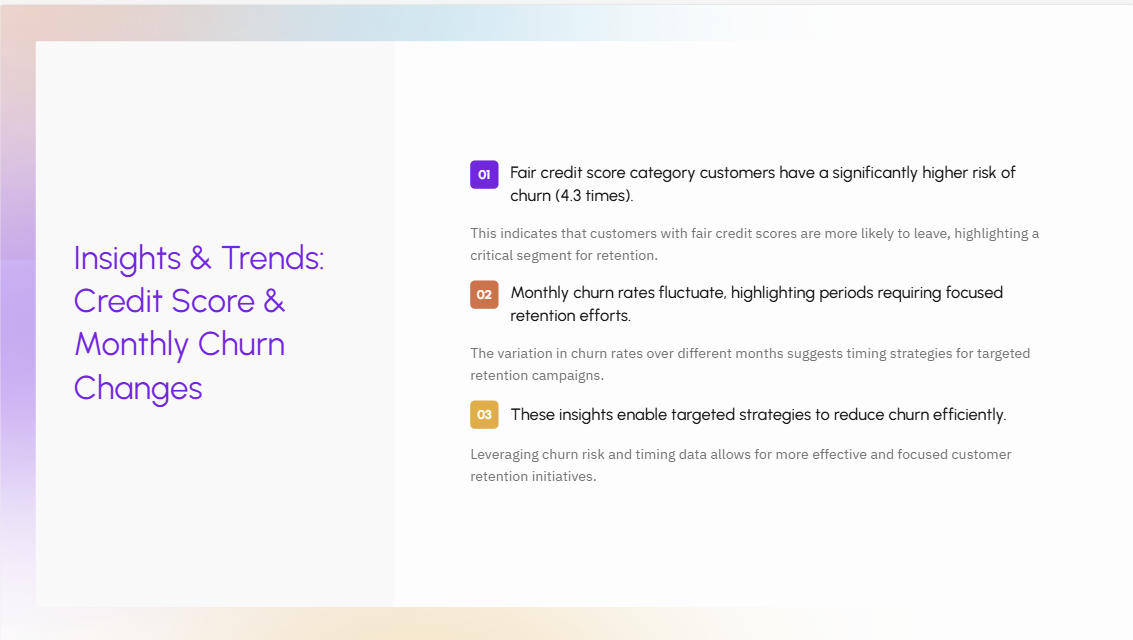 Insights & Trends:
Credit Score &
Monthly Churn
Changes
01
Fair credit score category customers have a significantly higher risk of
churn (4.3 times).
This indicates that customers with fair credit scores are more likely to leave, highlighting a
critical segment for retention.
02
Monthly churn rates fluctuate, highlighting periods requiring focused
retention efforts.
The variation in churn rates over different months suggests timing strategies for targeted
retention campaigns.
03
These insights enable targeted strategies to reduce churn efficiently.
Leveraging churn risk and timing data allows for more effective and focused customer
retention initiatives.